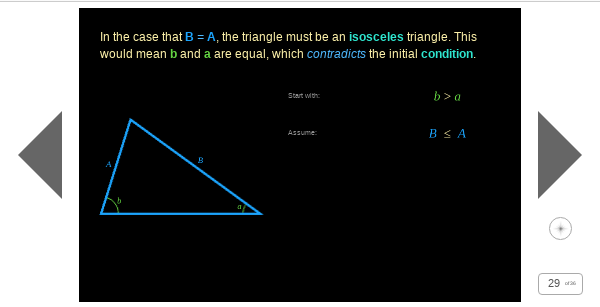 In the case that B = A, the triangle must be an isosceles triangle. This
would mean b and a are equal, which contradicts the initial condition.
Start with:
b > a
Assume:
B ≤ A
A
B
b
a
29 of 36